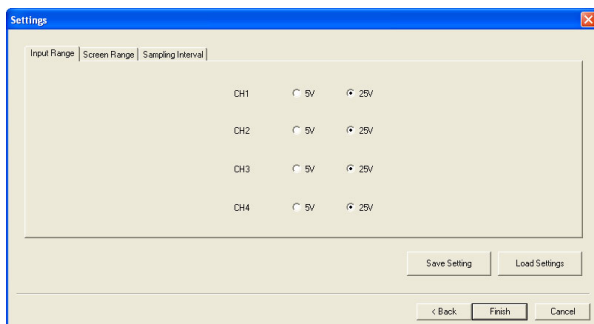 Settings
Input Range Screen Range Sampling Interval
CH1 5V 25V
CH2 5V 25V
CH3 5V 25V
CH4 5V 25V
Save Setting Load Settings
< Back Finish Cancel